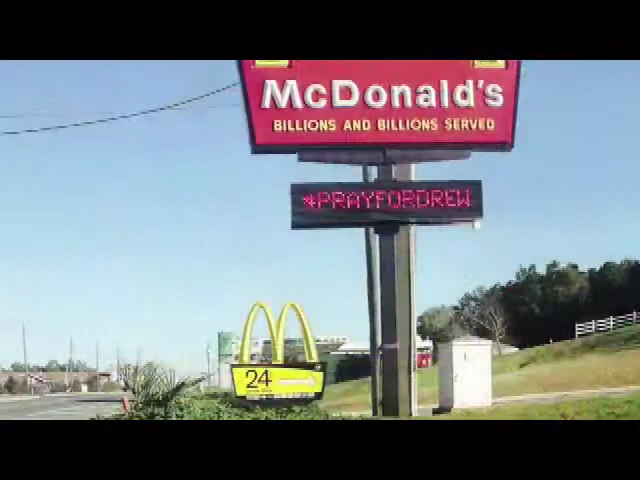 McDonald's
BILLIONS AND BILLIONS SERVED
#PRAYFORDREW
24